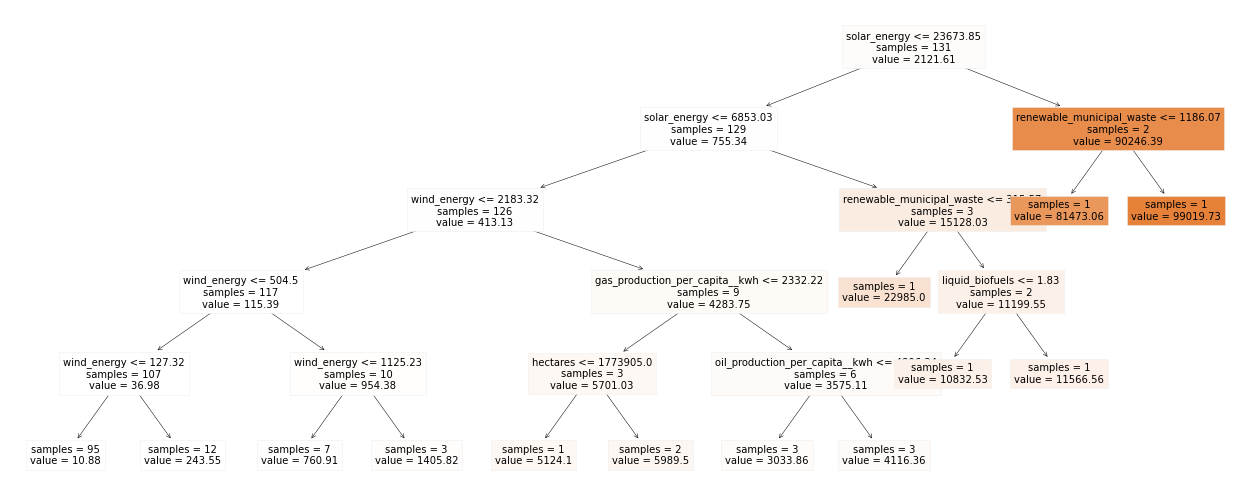 solar_energy <= 23673.85
samples = 131
value = 2121.61
solar_energy <= 6853.03
samples = 129
value = 755.34
renewable_municipal_waste <= 1186.07
samples = 2
value = 90246.39
wind_energy <= 2183.32
samples = 126
value = 413.13
renewable_municipal_waste <=
samples = 3
value = 15128.03
samples = 1
value = 81473.06
samples = 1
value = 99019.73
wind_energy <= 504.5
samples = 117
value = 115.39
gas_production_per_capita__kwh <= 2332.22
samples = 9
value = 4283.75
samples = 1
value = 22985.0
liquid_biofuels <= 1.83
samples = 2
value = 11199.55
wind_energy <= 127.32
samples = 107
value = 36.98
wind_energy <= 1125.23
samples = 10
value = 954.38
hectares <= 1773905.0
samples = 3
value = 5701.03
oil_production_per_capita__kwh <=
samples = 6
value = 3575.11
samples = 1
value = 10832.53
samples = 1
value = 11566.56
samples = 95
value = 10.88
samples = 12
value = 243.55
samples = 7
value = 760.91
samples = 3
value = 1405.82
samples = 1
value = 5124.1
samples = 2
value = 5989.5
samples = 3
value = 3033.86
samples = 3
value = 4116.36